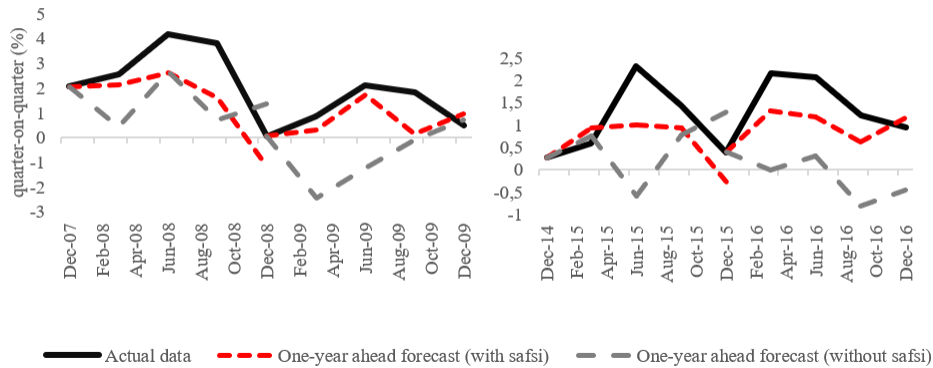 quarter-on-quarter (%)
5
4
3
2
1
0
-1
-2
-3
Dec-07
Feb-08
Apr-08
Jun-08
Aug-08
Oct-08
Dec-08
Feb-09
Apr-09
Jun-09
Aug-09
Oct-09
Dec-09
2,5
2
1,5
1
0,5
0
-0,5
-1
Dec-14
Feb-15
Apr-15
Jun-15
Aug-15
Oct-15
Dec-15
Feb-16
Apr-16
Jun-16
Aug-16
Oct-16
Dec-16
Actual data
One-year ahead forecast (with safsi)
One-year ahead forecast (without safsi)